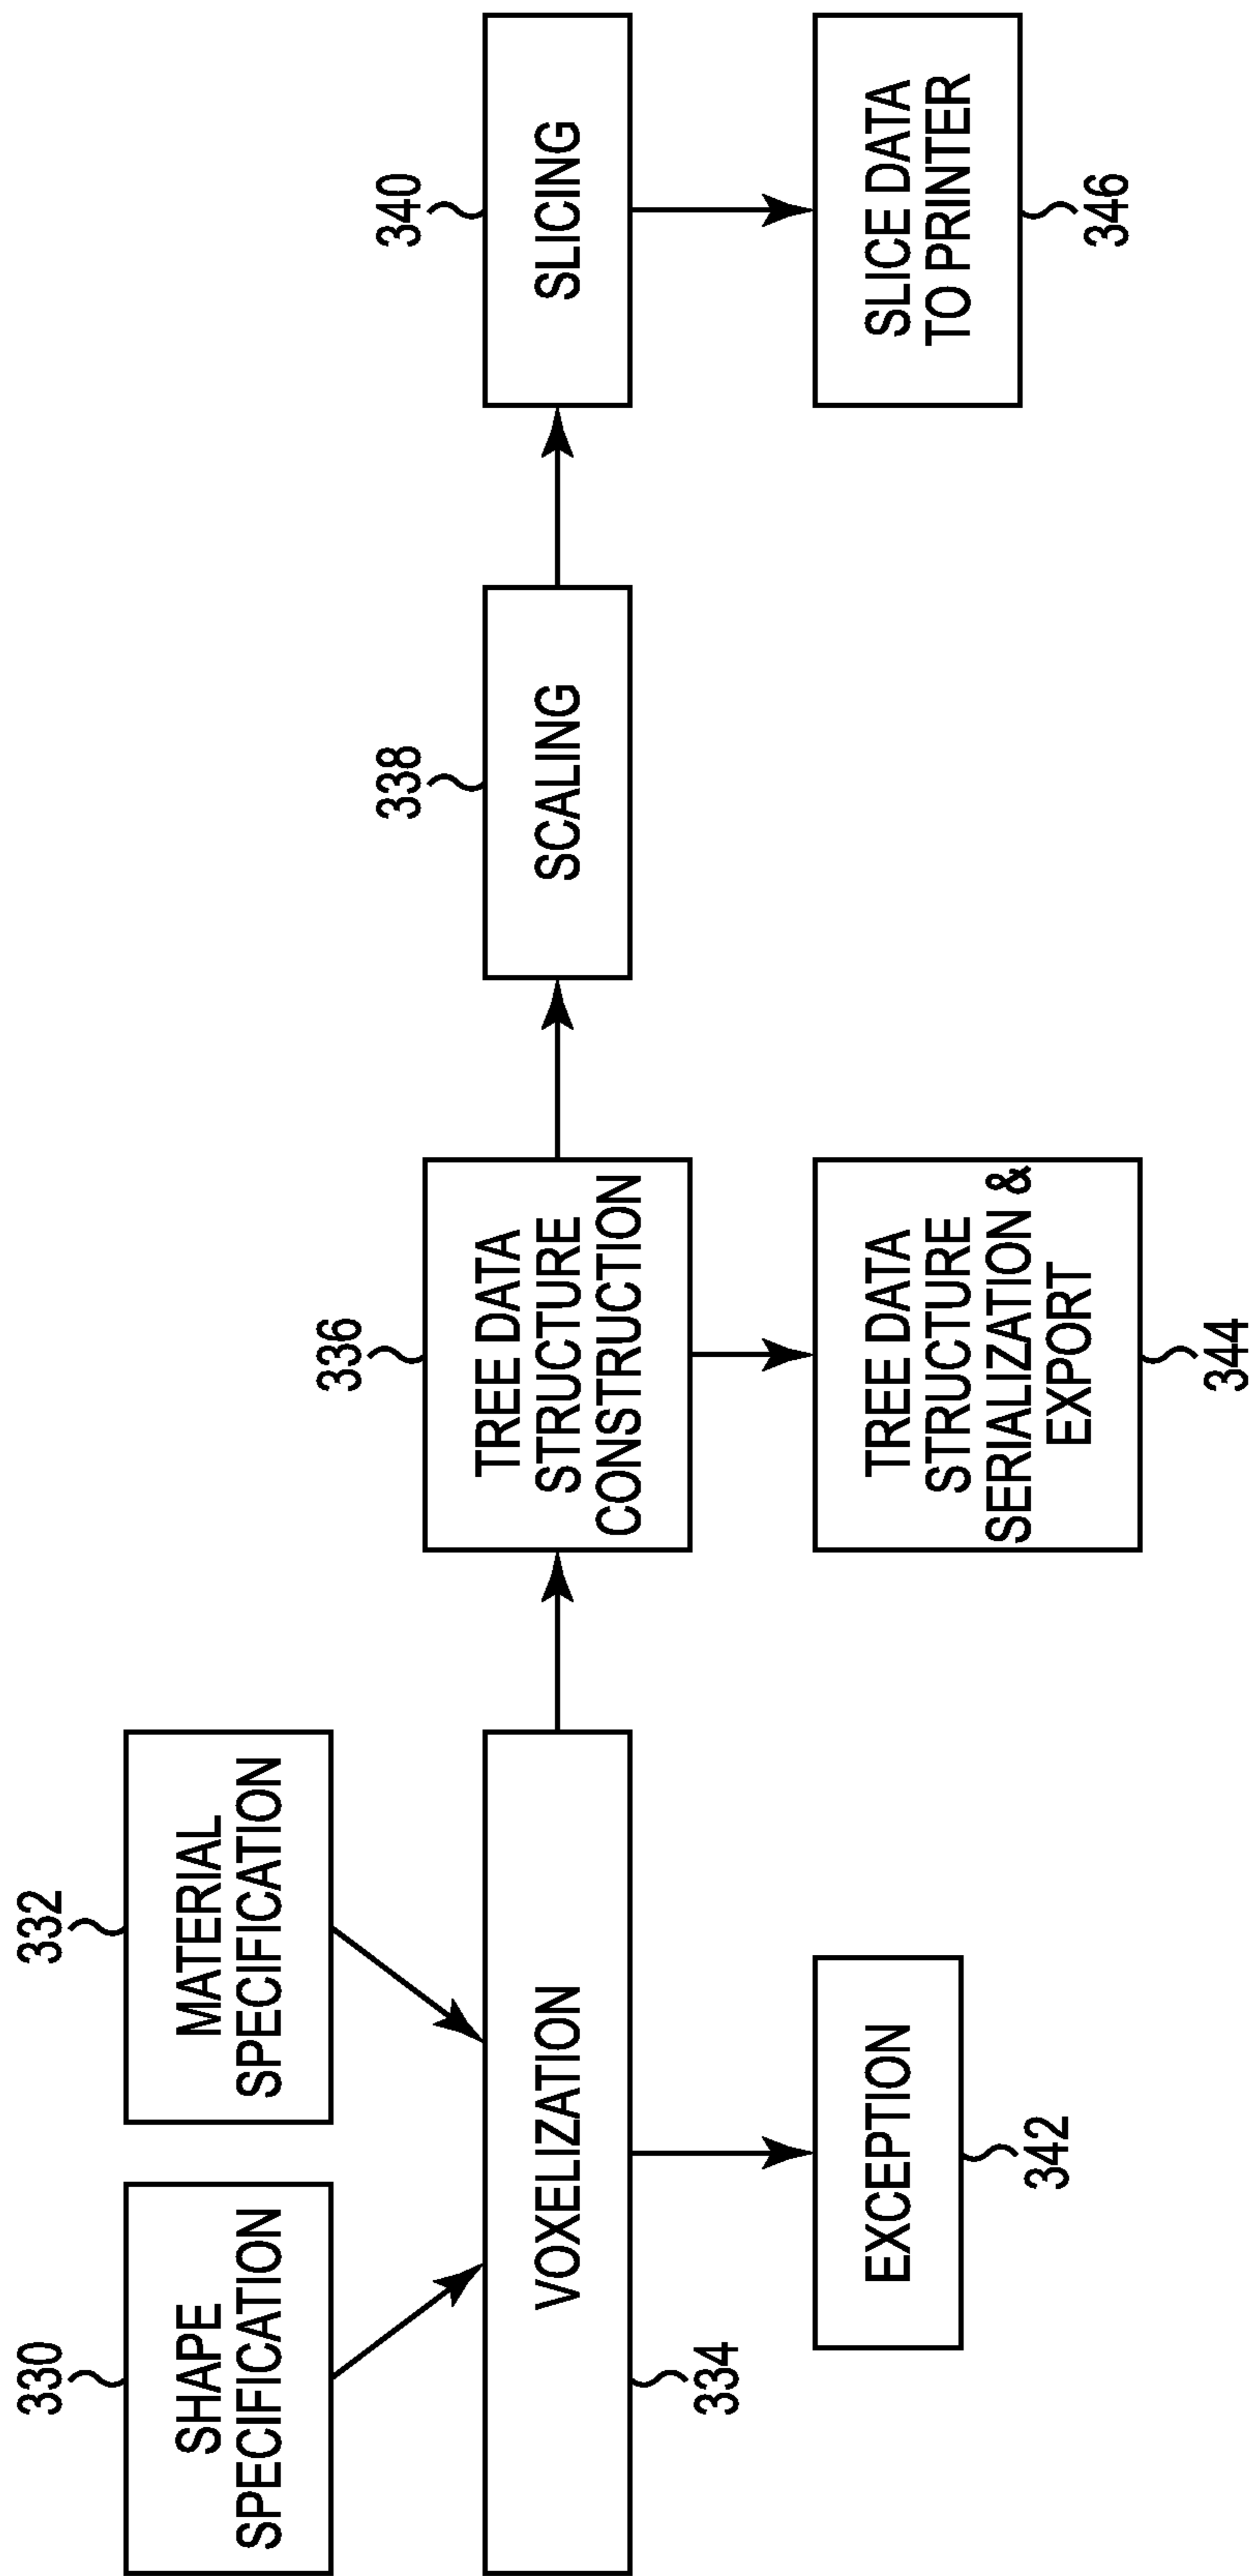 330
SHAPE
SPECIFICATION
332
MATERIAL
SPECIFICATION
VOXELIZATION
334
EXCEPTION
342
336
TREE DATA
STRUCTURE
CONSTRUCTION
TREE DATA
STRUCTURE
SERIALIZATION &
EXPORT
344
338
SCALING
340
SLICING
SLICE DATA
TO PRINTER
346